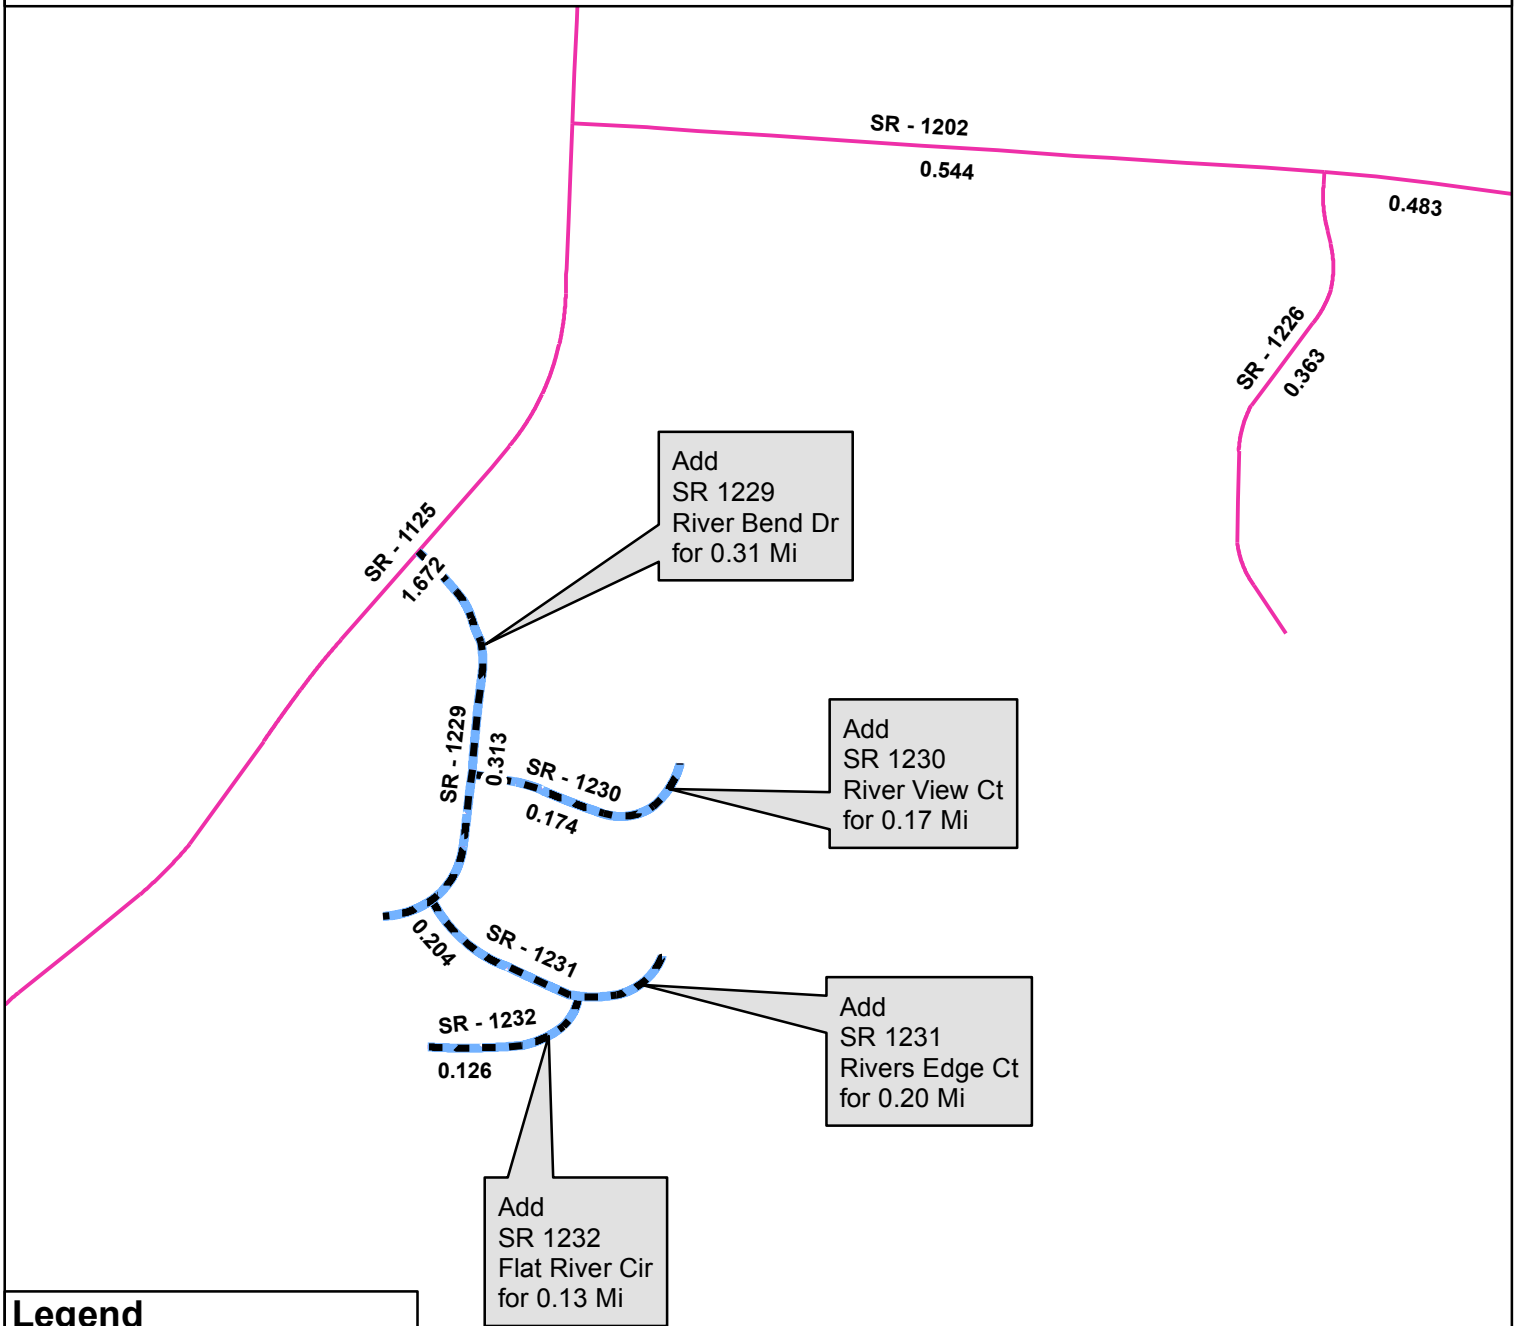 SR - 1202
0.544
0.483
SR - 1226
0.363
Add
SR 1229
River Bend Dr
for 0.31 Mi
SR - 1125
1.672
SR - 1229
0.313
SR - 1230
0.174
Add
SR 1230
River View Ct
for 0.17 Mi
0.204
SR - 1231
SR - 1232
0.126
Add
SR 1231
Rivers Edge Ct
for 0.20 Mi
Add
SR 1232
Flat River Cir
for 0.13 Mi
Legend